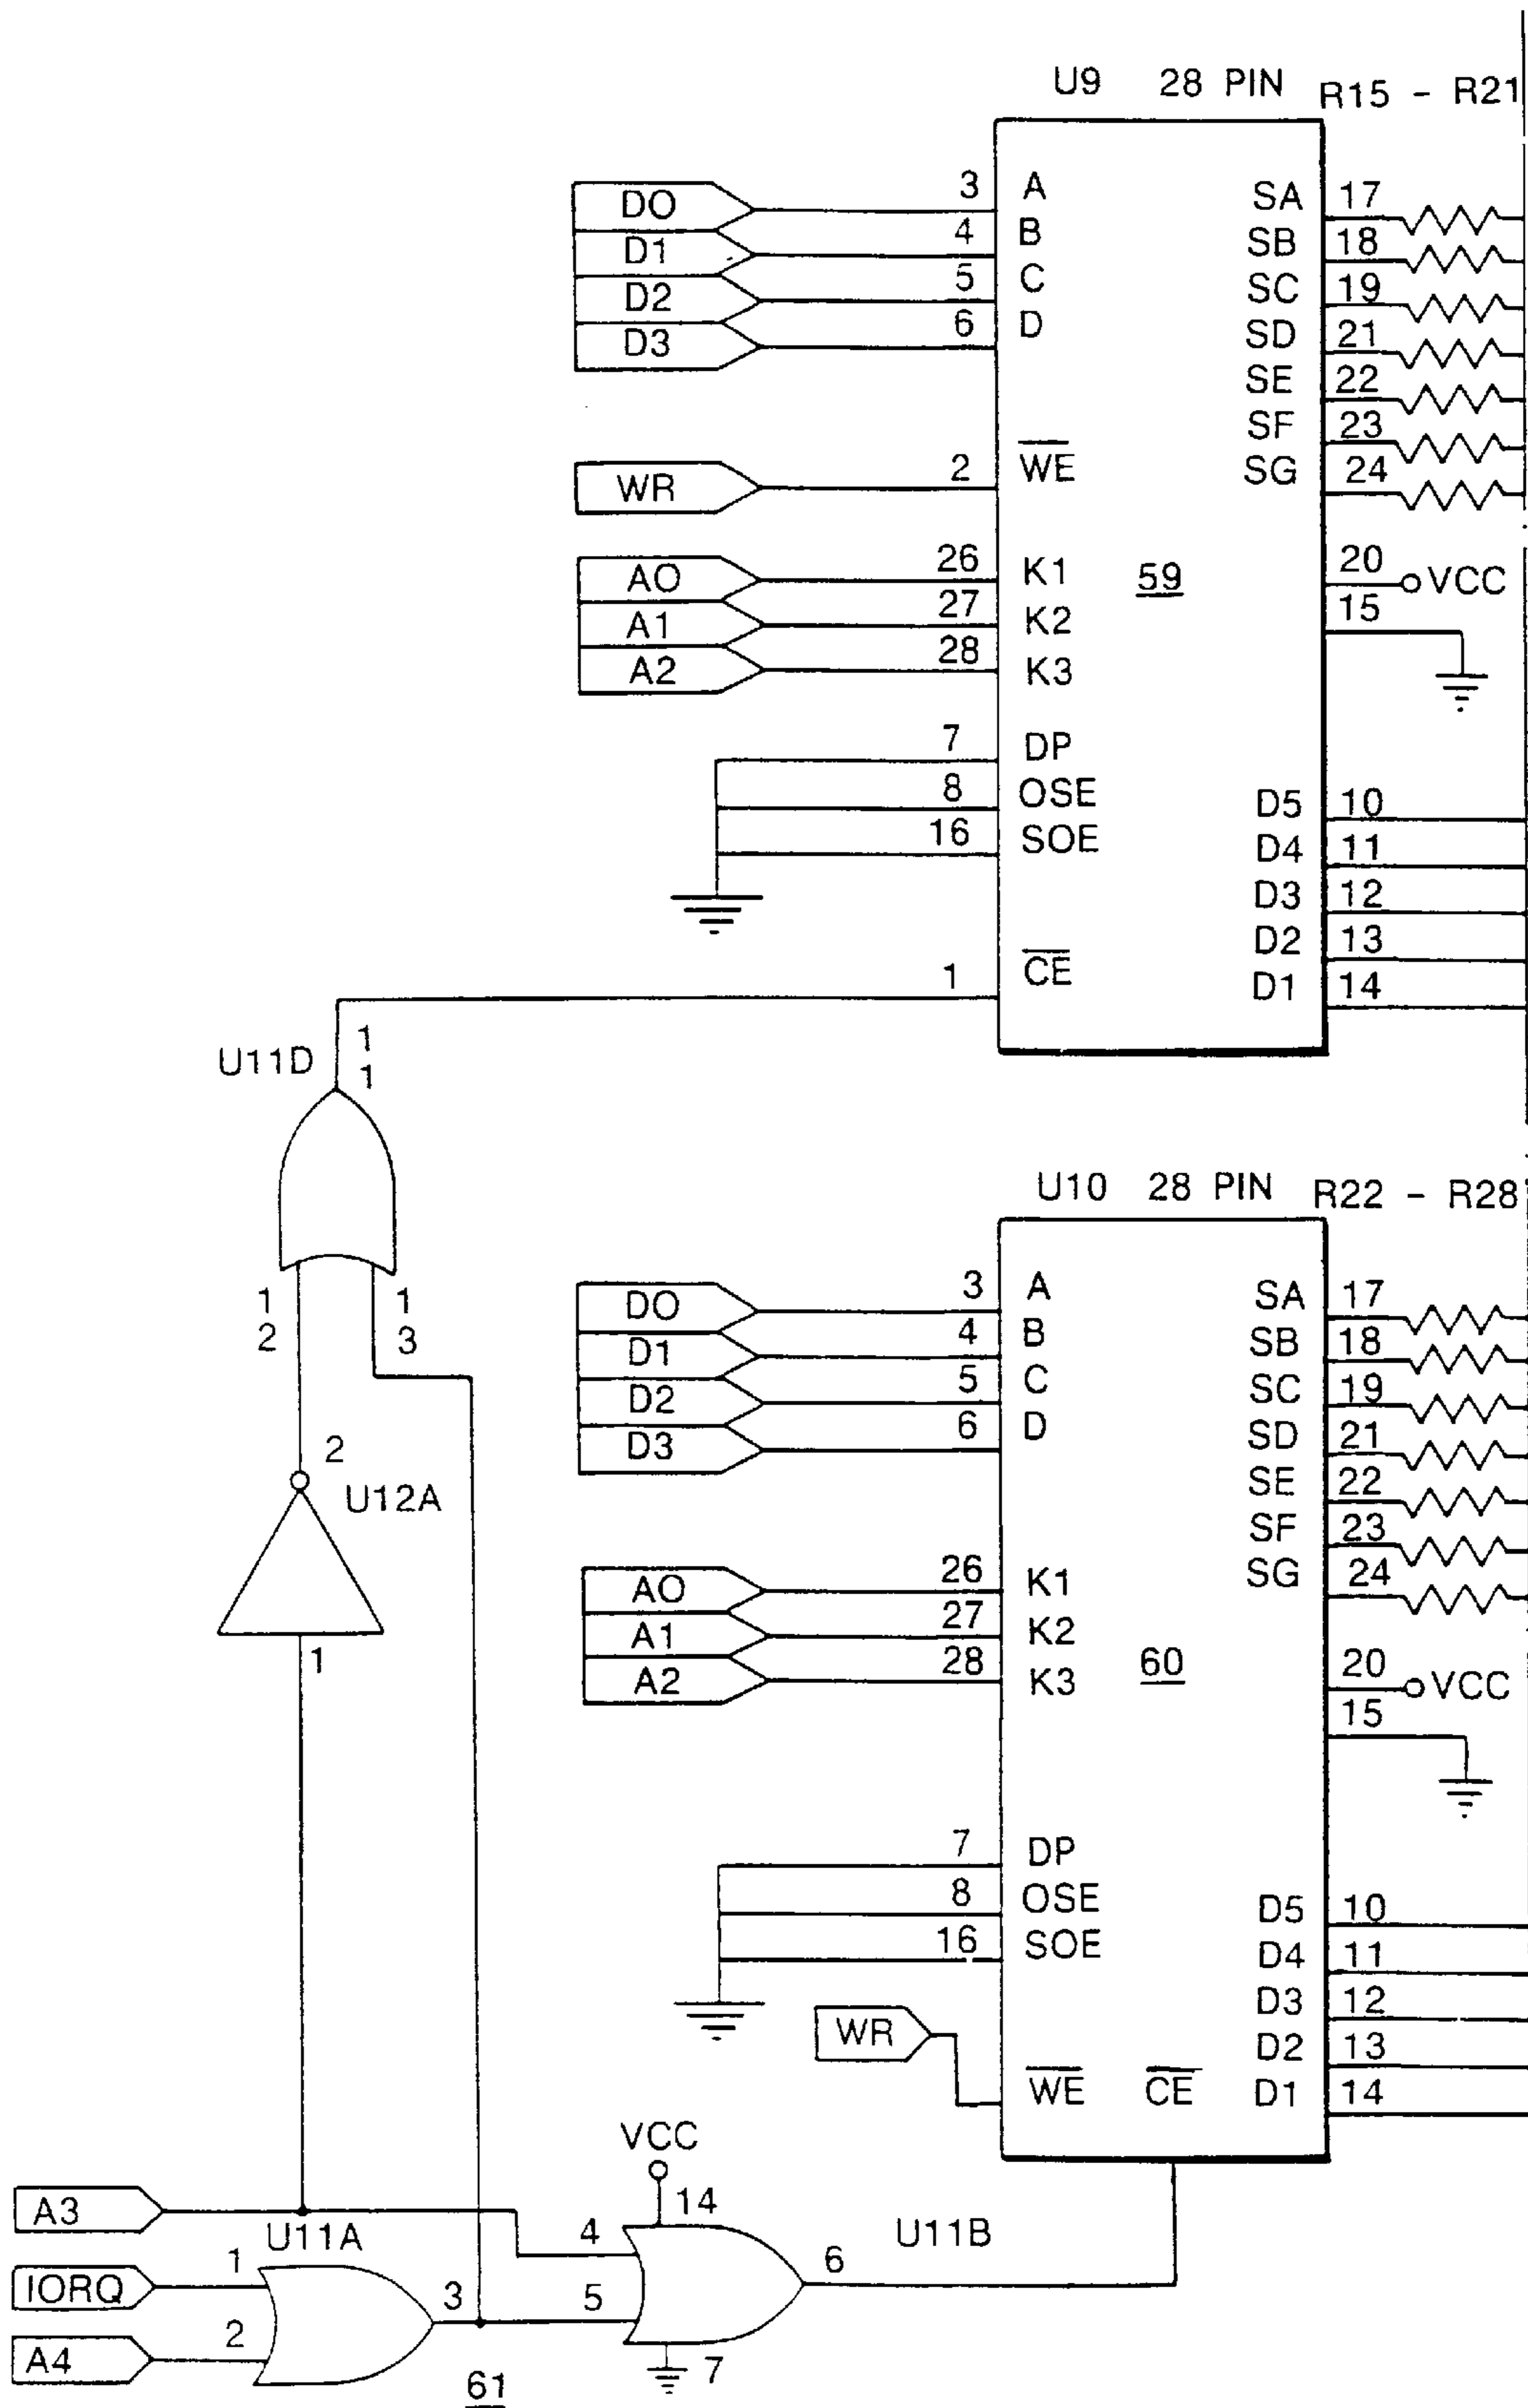 U9 28 PIN R15 - R21
DO 3 A SA 17
D1 4 B SB 18
D2 5 C SC 19
D3 6 D SD 21
SE 22
SF 23
WR 2 WE SG 24
AO 26 K1 59 20 VCC
A1 27 K2 15
A2 28 K3
7 DP
8 OSE D5 10
16 SOE D4 11
D3 12
D2 13
1 CE D1 14
U11D 1
1
U10 28 PIN R22 - R28
1 1
2 3
DO 3 A SA 17
D1 4 B SB 18
D2 5 C SC 19
D3 6 D SD 21
2 SE 22
U12A SF 23
AO 26 K1 SG 24
A1 27 K2
1 A2 28 K3 60 20 VCC
15
7 DP
8 OSE D5 10
16 SOE D4 11
D3 12
WR D2 13
WE CE D1 14
VCC
A3 14
U11A 4 U11B
IORQ 1 6
3 5
A4 2
7
61